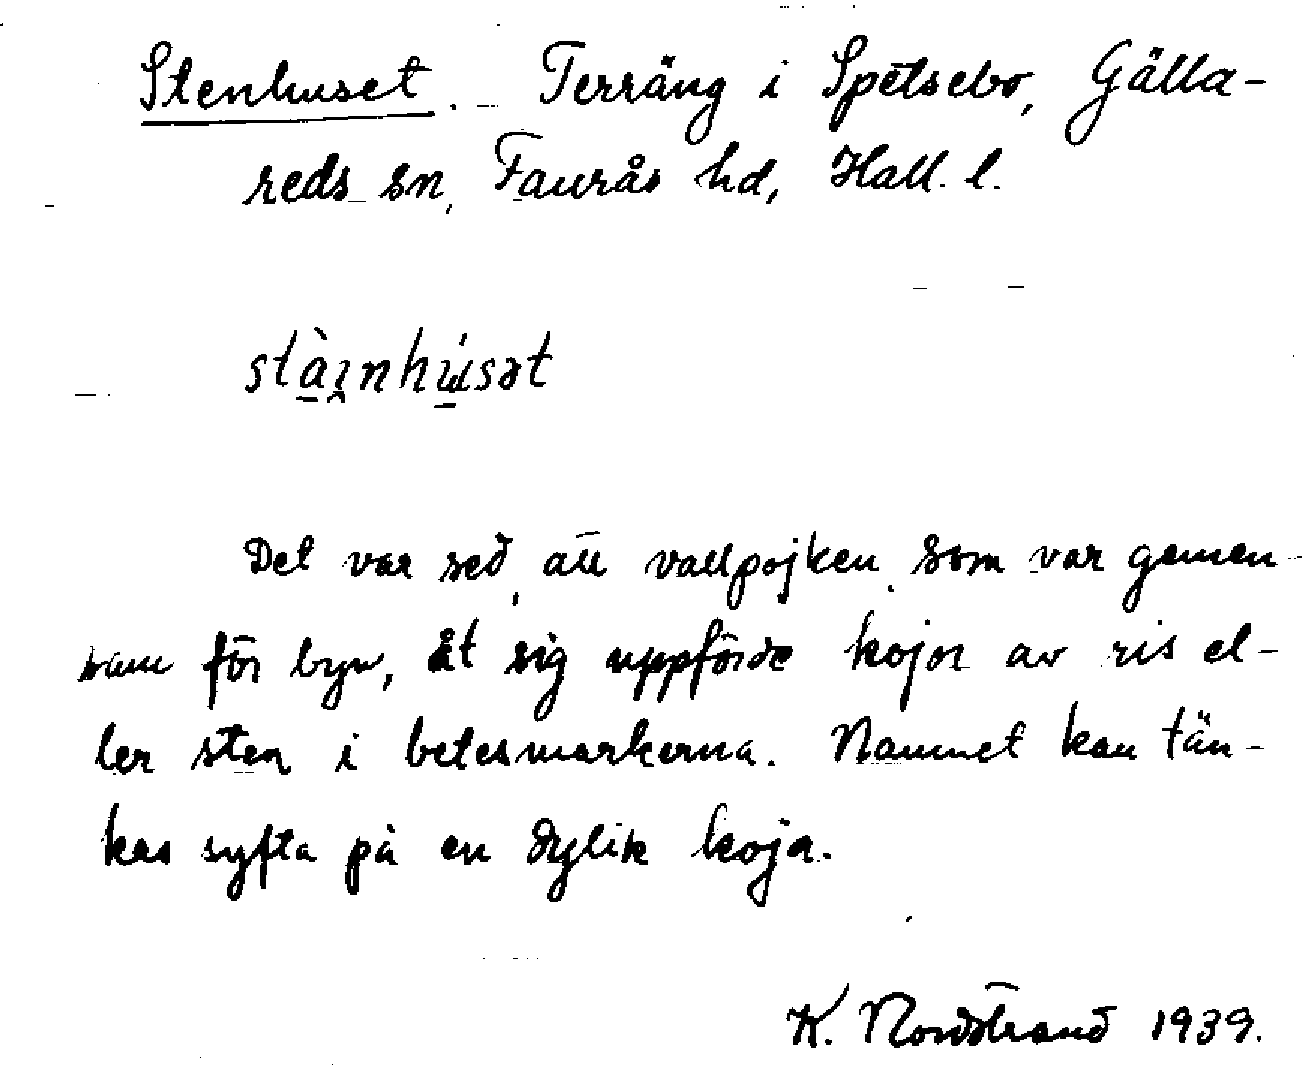 Stenhuset. - Terräng i Spetsebo, Gälla-
reds sn, Faurås hd, Hall. l.
stàinhúsət
Det var sed, att vallpojken, som var gemen-
sam för byn, åt sig uppförde kojor av ris el-
ler sten i betesmarkerna. Namnet kan tän-
kas syfta på en dylik koja.
K. Nordstrand 1939.